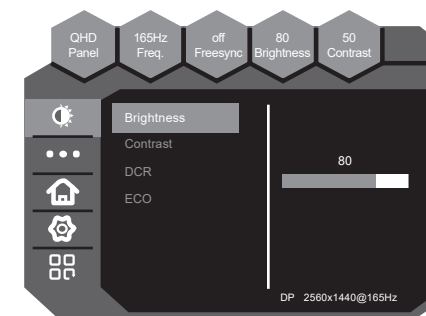 QHD
Panel
165Hz
Freq.
off
Freesync
80
Brightness
50
Contrast
Brightness
Contrast
DCR
ECO
80
DP 2560x1440@165Hz